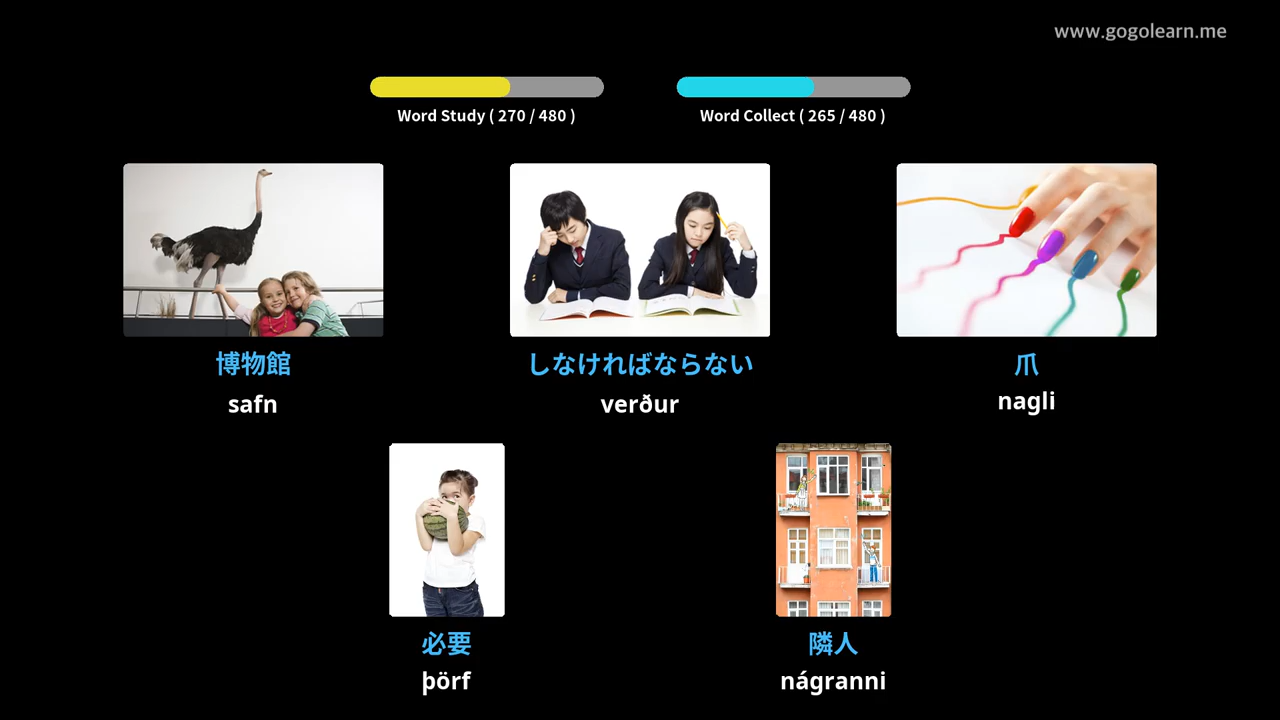 www.gogolearn.me
Word Study ( 270 / 480 )
Word Collect ( 265 / 480 )
博物館
しなければならない
爪
safn
verður
nagli
必要
隣人
þörf
nágranni